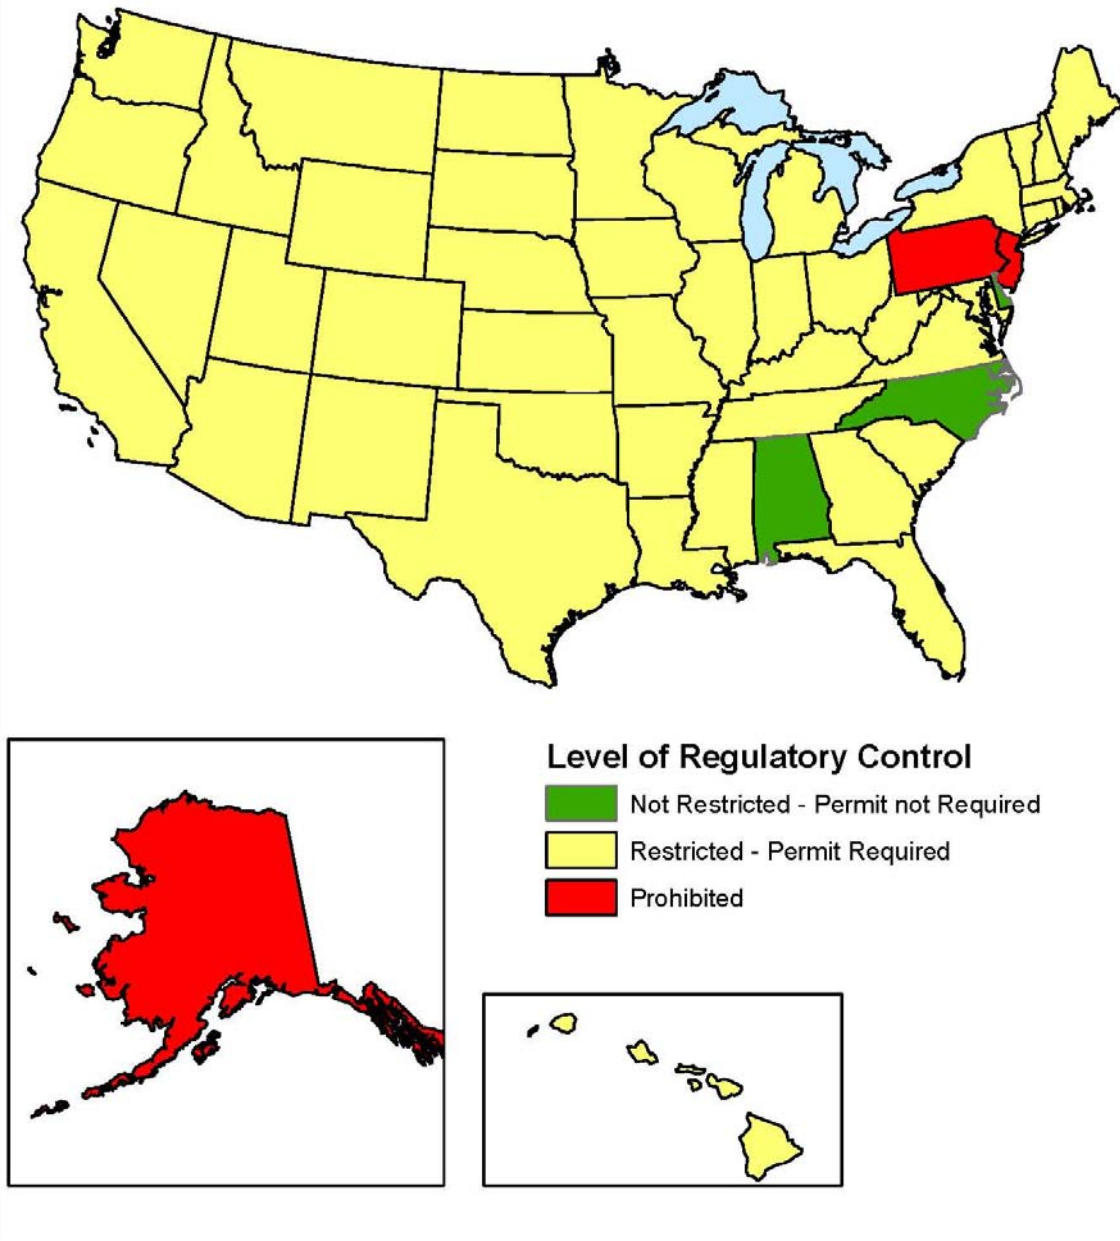 Level of Regulatory Control
Not Restricted - Permit not Required
Restricted - Permit Required
Prohibited